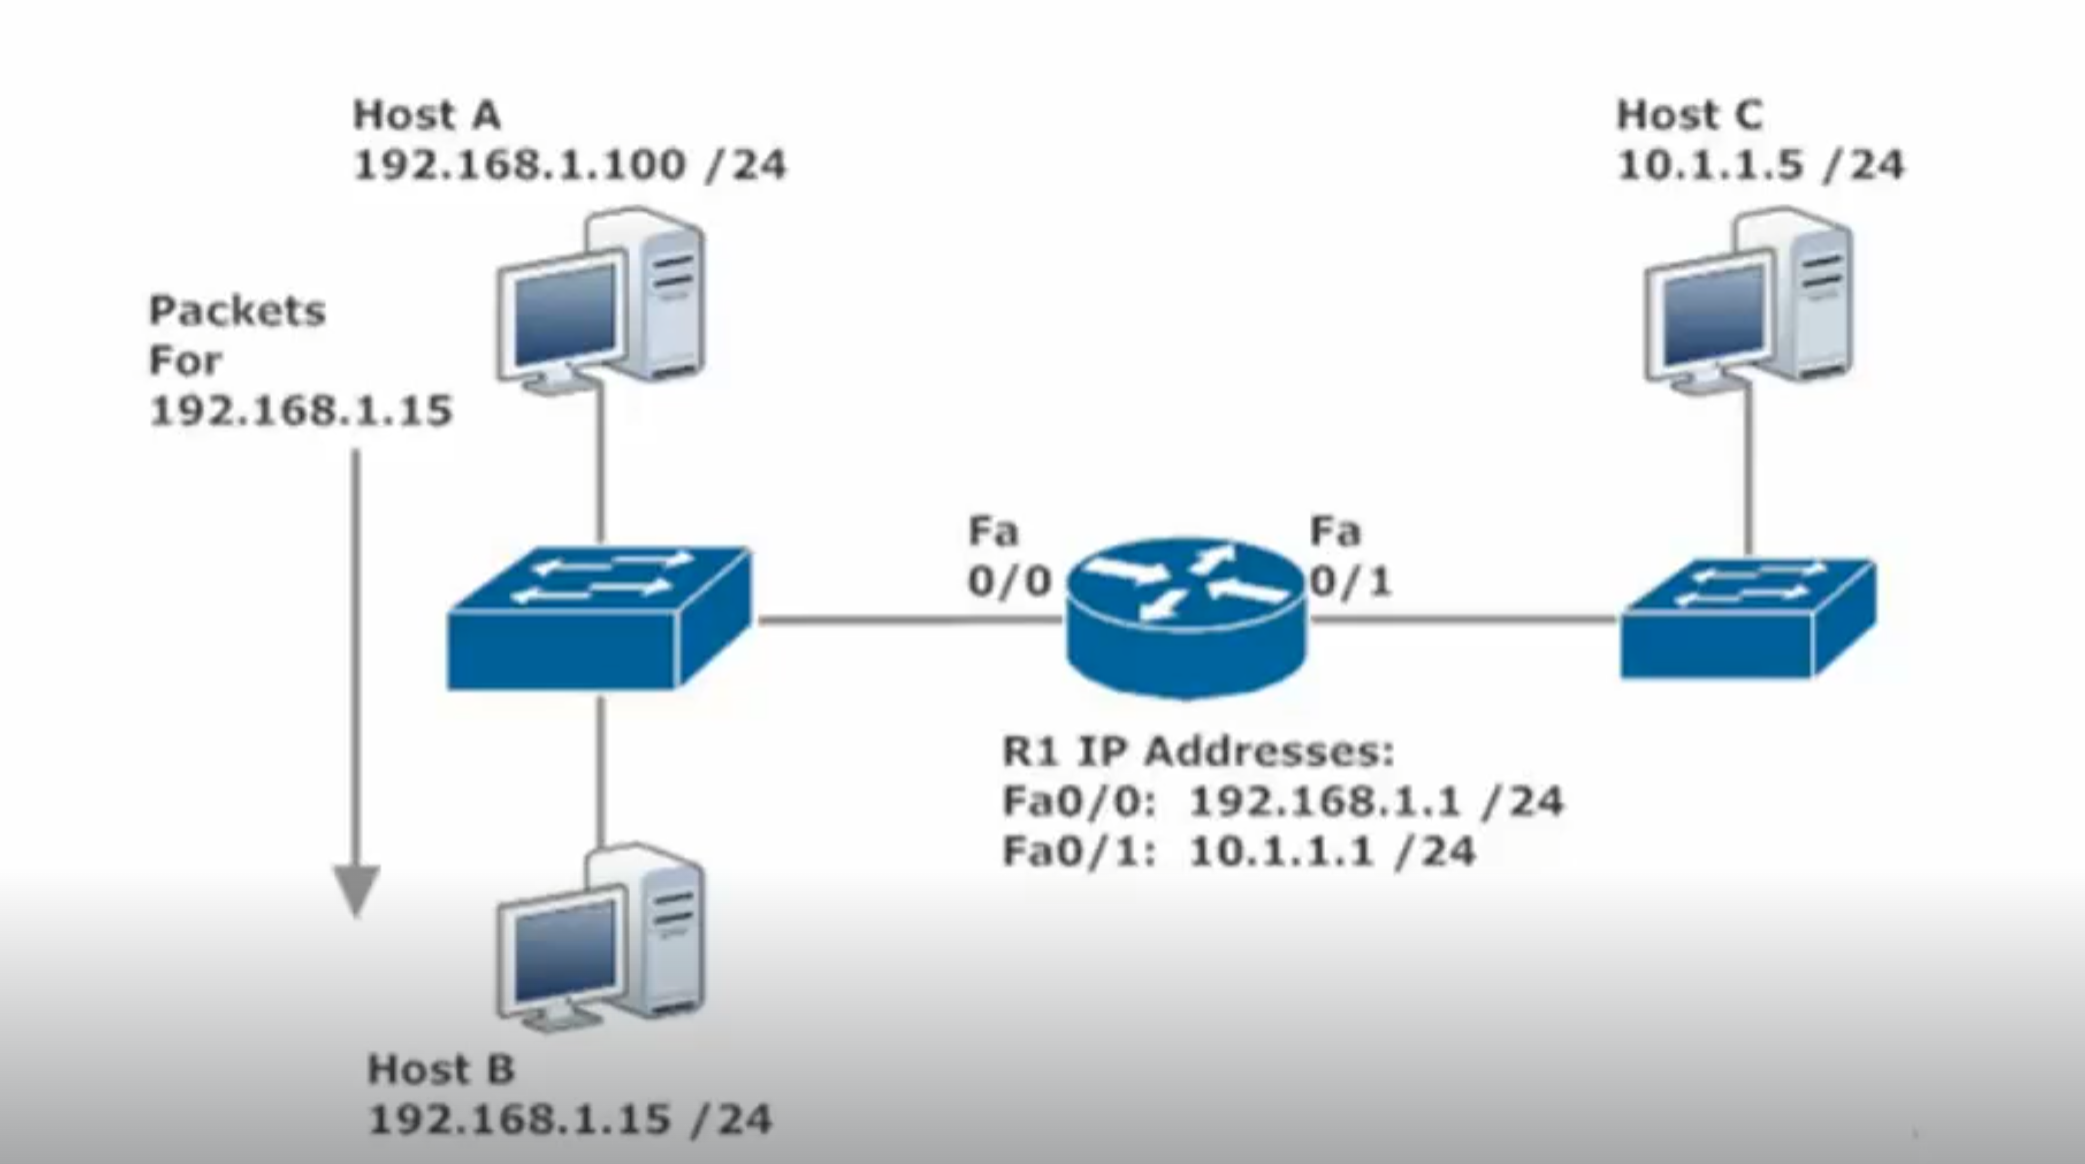 Host A
192.168.1.100 /24
Host C
10.1.1.5 /24
Packets
For
192.168.1.15
Fa
0/0
Fa
0/1
R1 IP Addresses:
Fa0/0: 192.168.1.1 /24
Fa0/1: 10.1.1.1 /24
Host B
192.168.1.15 /24